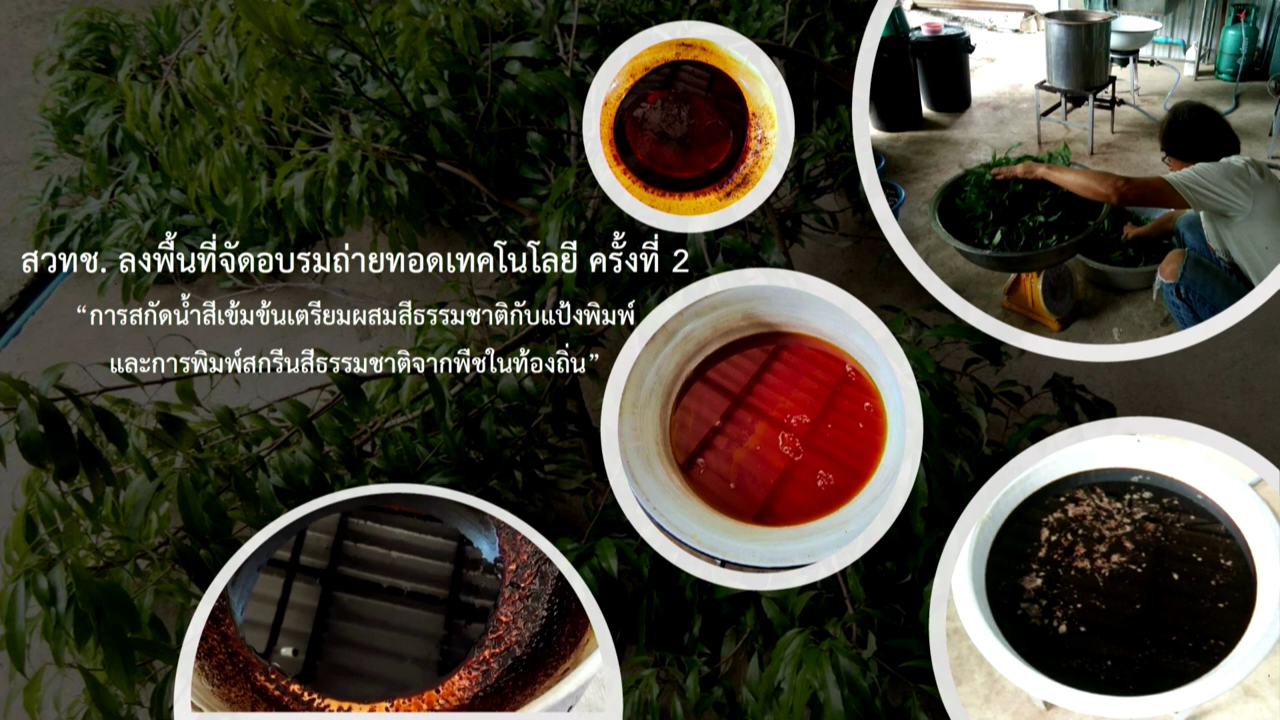 สวทช. ลงพื้นที่จัดอบรมถ่ายทอดเทคโนโลยี ครั้งที่ 2
“การสกัดน้ำสีเข้มข้นเตรียมผสมสีธรรมชาติกับแป้งพิมพ์
และการพิมพ์สกรีนสีธรรมชาติจากพืชในท้องถิ่น”